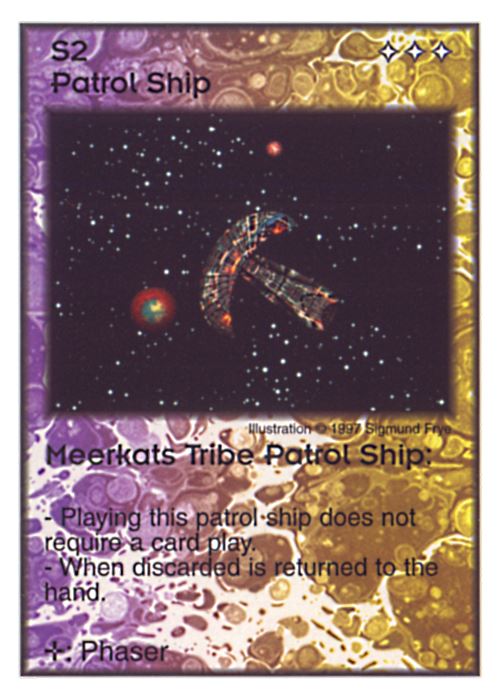 S2
Patrol Ship
Illustration © 1997 Sigmund Frye
Meerkats Tribe Patrol Ship:
- Playing this patrol ship does not
require a card play.
- When discarded is returned to the
hand.
✛: Phaser